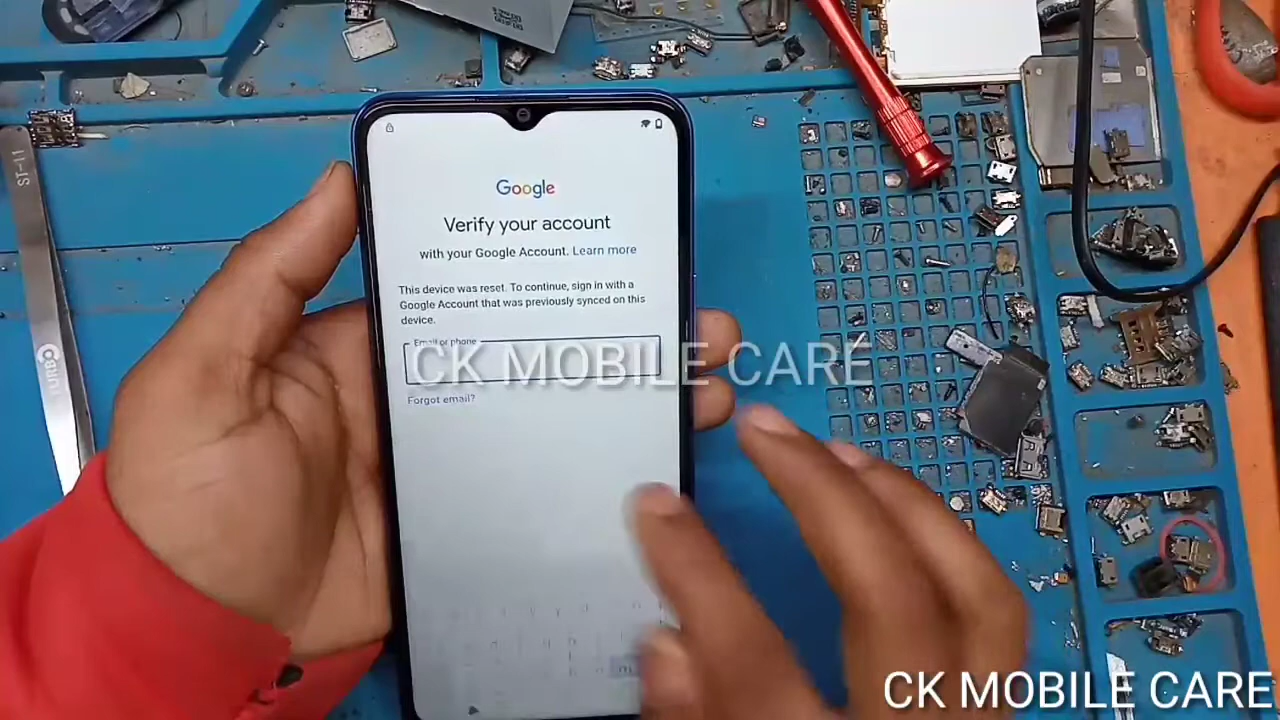 Google
Verify your account
with your Google Account. Learn more
This device was reset. To continue, sign in with a
Google Account that was previously synced on this
device.
Email or phone
Forgot email?
CK MOBILE CARE
ST-11
CK MOBILE CARE